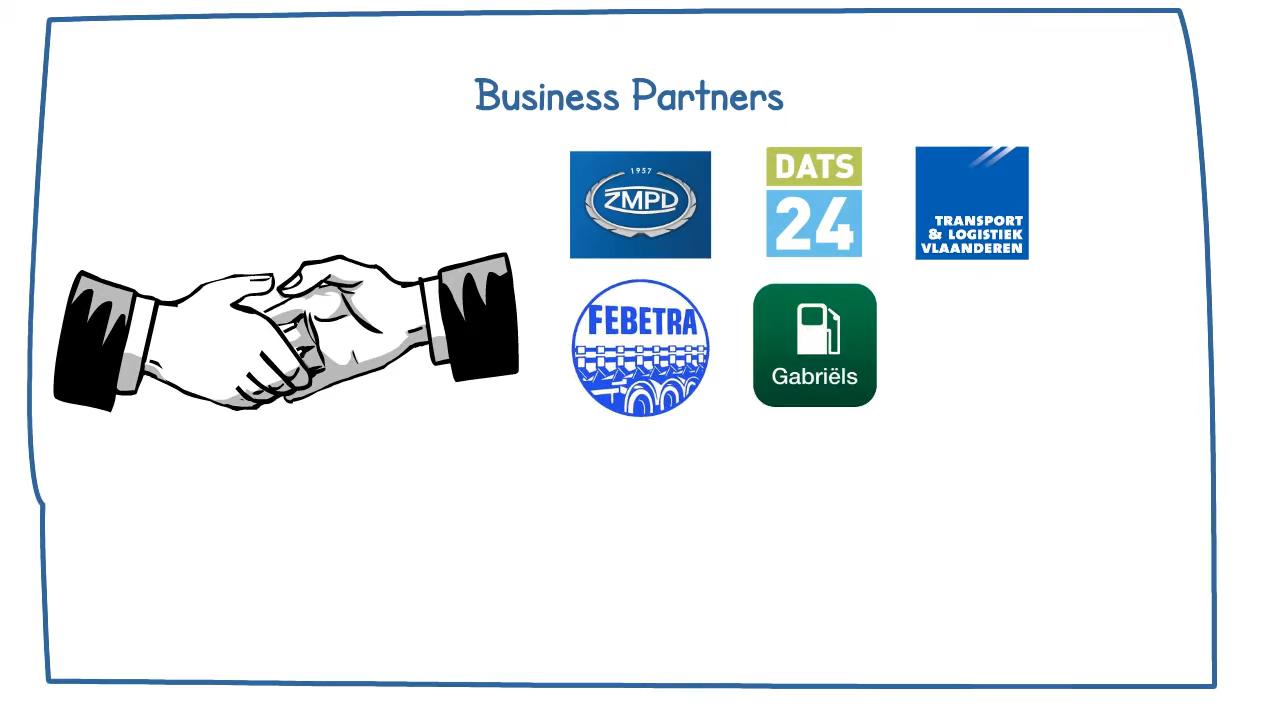 Business Partners
1957
ZMPD
DATS
24
TRANSPORT
& LOGISTIEK
VLAANDEREN
FEBETRA
Gabriëls